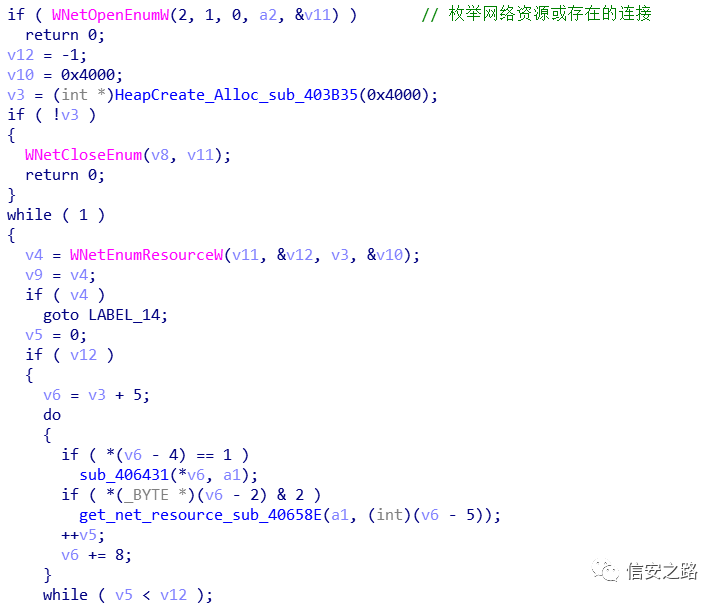 if ( WNetOpenEnumW(2, 1, 0, a2, &v11) )       // 枚举网络资源或存在的连接
  return 0;
v12 = -1;
v10 = 0x4000;
v3 = (int *)HeapCreate_Alloc_sub_403B35(0x4000);
if ( !v3 )
{
  WNetCloseEnum(v8, v11);
  return 0;
}
while ( 1 )
{
  v4 = WNetEnumResourceW(v11, &v12, v3, &v10);
  v9 = v4;
  if ( v4 )
    goto LABEL_14;
  v5 = 0;
  if ( v12 )
  {
    v6 = v3 + 5;
    do
    {
      if ( *(v6 - 4) == 1 )
        sub_406431(*v6, a1);
      if ( *(_BYTE *)(v6 - 2) & 2 )
        get_net_resource_sub_40658E(a1, (int)(v6 - 5));
      ++v5;
      v6 += 8;
    }
    while ( v5 < v12 );
信安之路